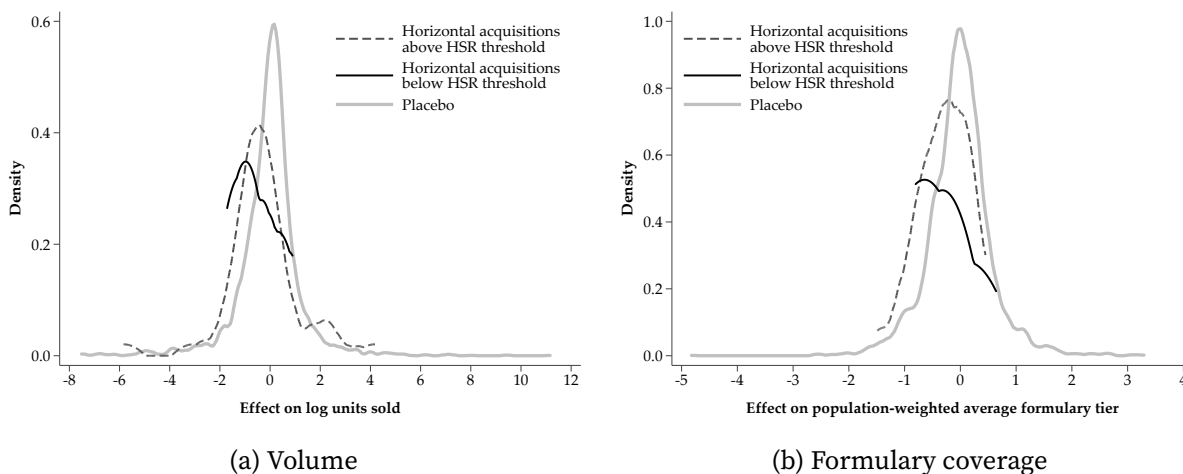 0.6
0.4
0.2
0.0
Density
-8
-6
-4
-2
0
2
4
6
8
10
12
Effect on log units sold
Horizontal acquisitions
above HSR threshold
Horizontal acquisitions
below HSR threshold
Placebo
(a) Volume
1.0
0.8
0.6
0.4
0.2
0.0
Density
-5
-4
-3
-2
-1
0
1
2
3
4
Effect on population-weighted average formulary tier
Horizontal acquisitions
above HSR threshold
Horizontal acquisitions
below HSR threshold
Placebo
(b) Formulary coverage